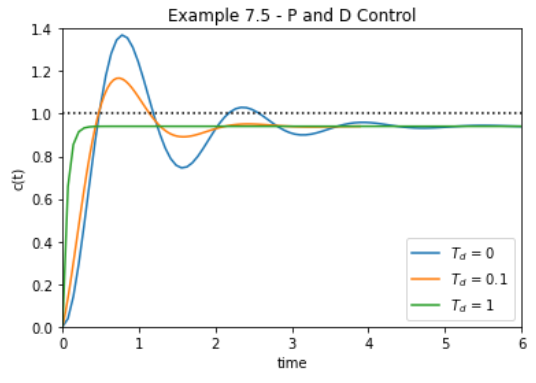 Example 7.5 - P and D Control
1.4
1.2
1.0
0.8
0.6
0.4
0.2
0.0
c(t)
0 1 2 3 4 5 6
time
T_d = 0
T_d = 0.1
T_d = 1